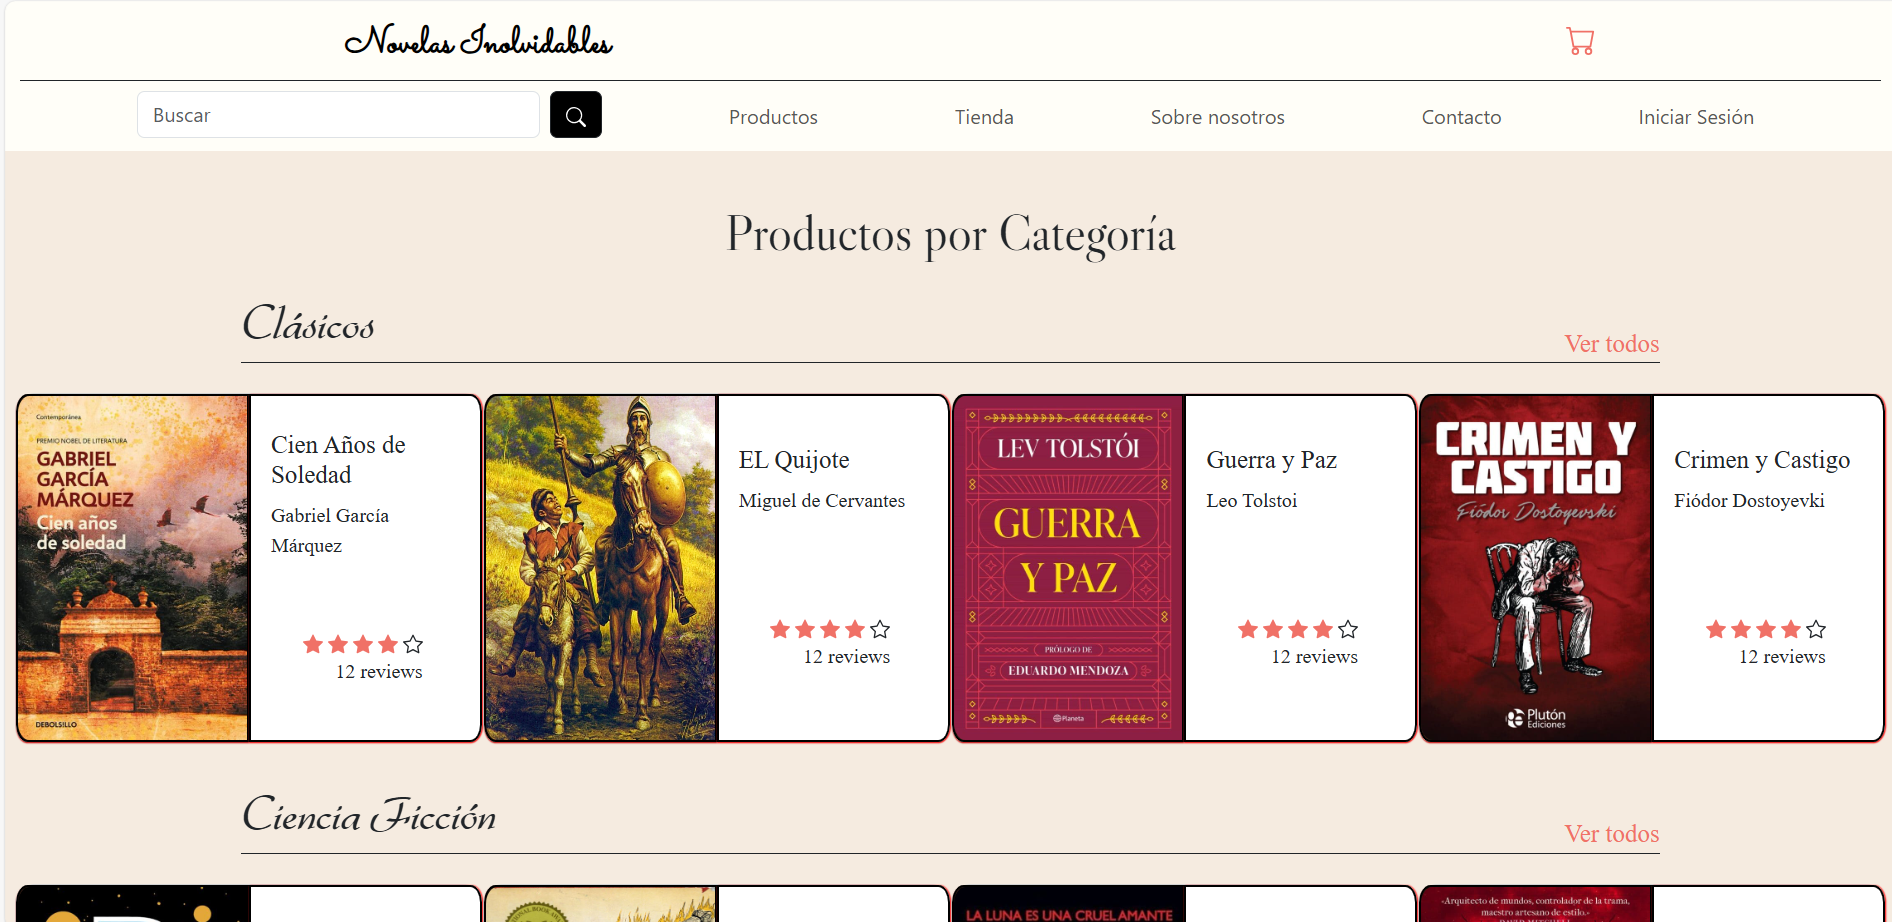 Novelas Inolvidables
Buscar
Productos
Tienda
Sobre nosotros
Contacto
Iniciar Sesión
Productos por Categoría
Clásicos
Ver todos
Contemporánea
PREMIO NOBEL DE LITERATURA
GABRIEL
GARCÍA
MÁRQUEZ
Cien años
de soledad
DEBOLSILLO
Cien Años de
Soledad
Gabriel García
Márquez
12 reviews
EL Quijote
Miguel de Cervantes
12 reviews
LEV TOLSTÓI
GUERRA
Y PAZ
PRÓLOGO DE
EDUARDO MENDOZA
Planeta
Guerra y Paz
Leo Tolstoi
12 reviews
CRIMEN Y
CASTIGO
Fiódor Dostoyevski
Plutón
Ediciones
Crimen y Castigo
Fiódor Dostoyevki
12 reviews
Ciencia Ficción
Ver todos
LA LUNA ES UNA CRUEL AMANTE
«Arquitecto de mundos, controlador de la trama,
maestro artesano de estilo.»